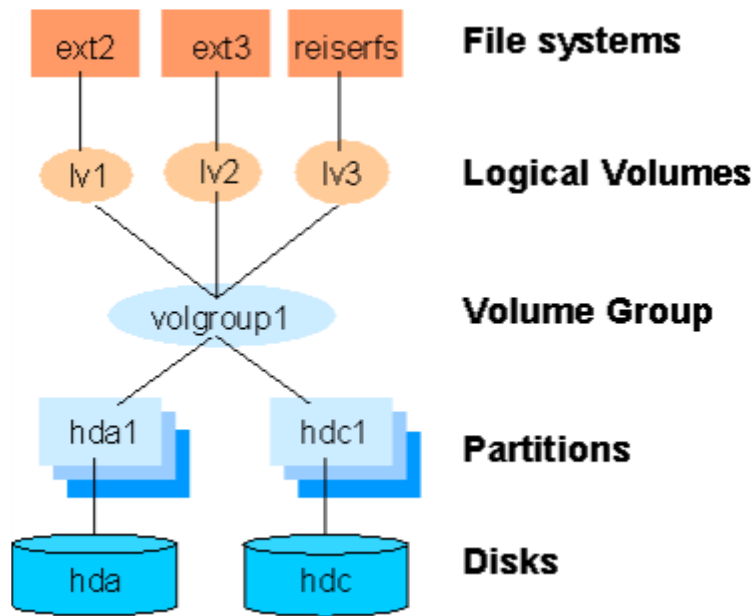 ext2 ext3 reiserfs File systems
lv1 lv2 lv3 Logical Volumes
volgroup1 Volume Group
hda1 hdc1 Partitions
hda hdc Disks